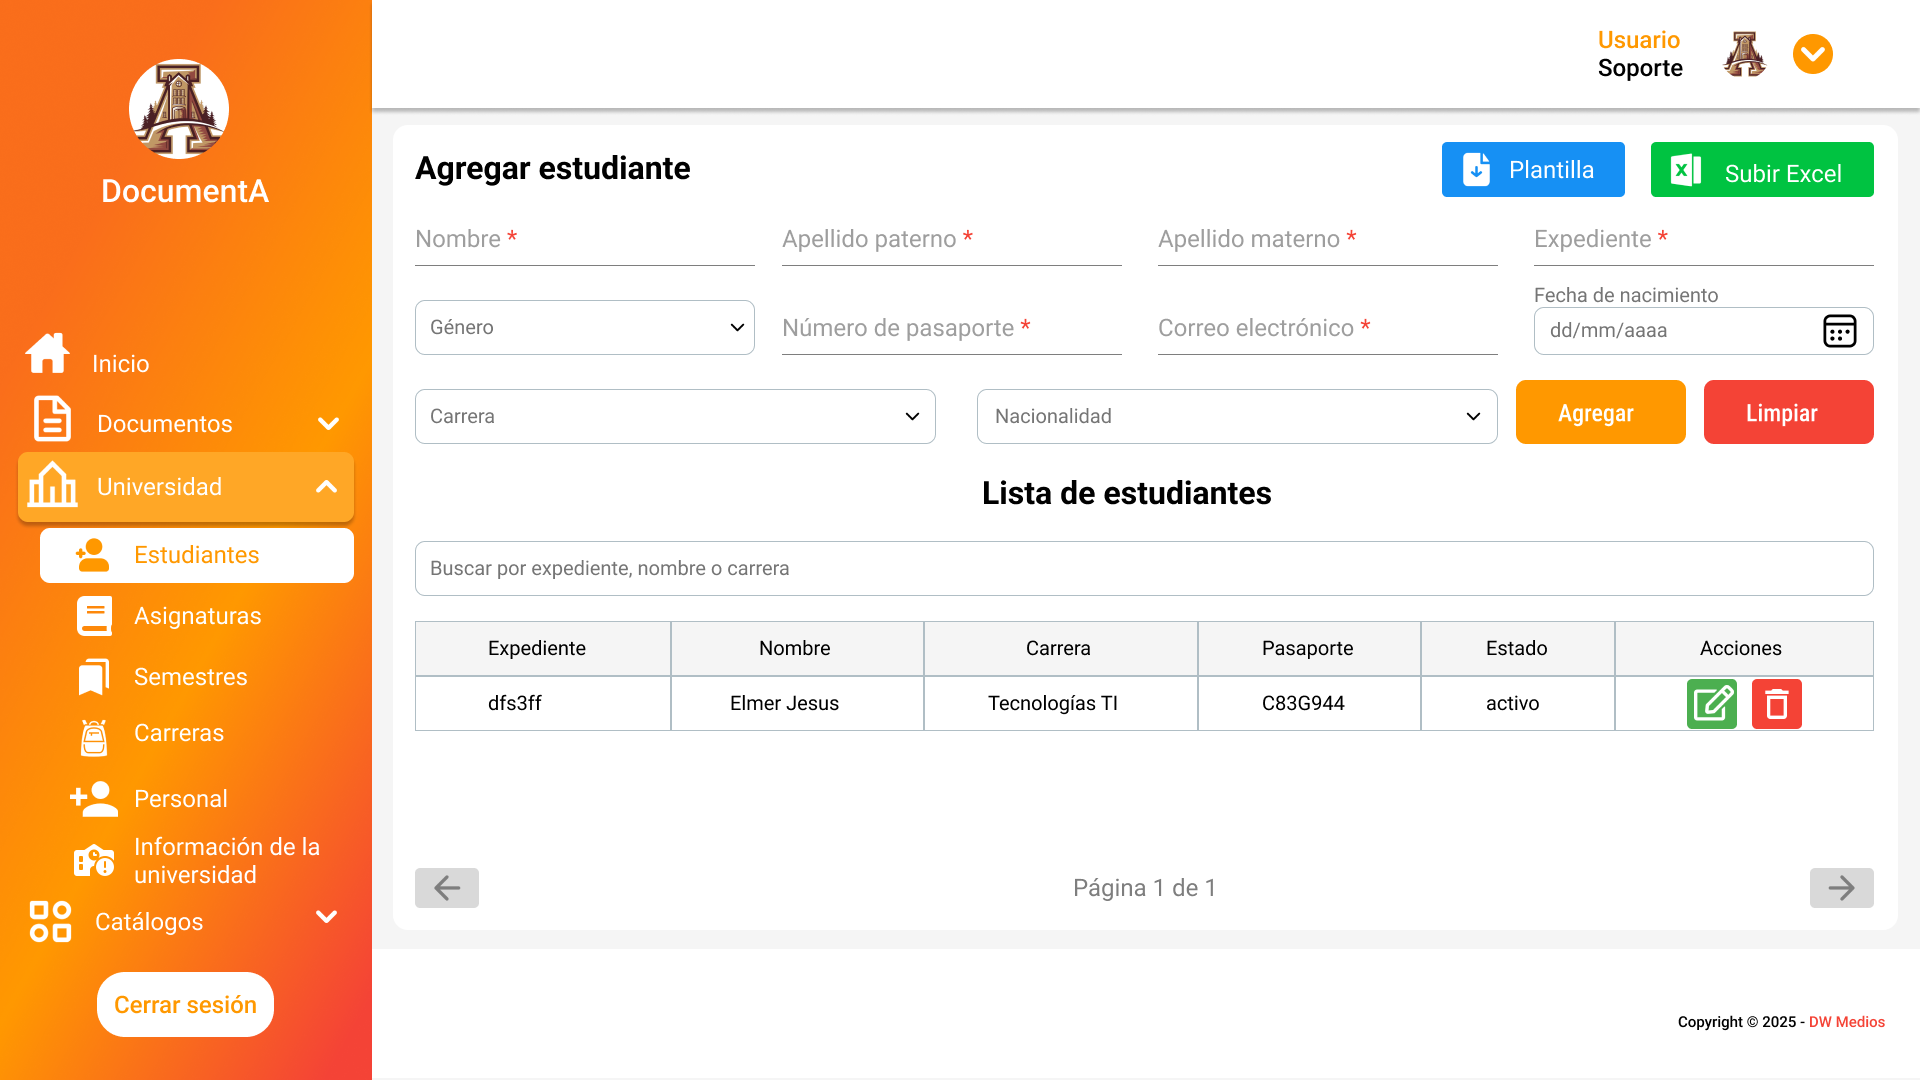 DocumentA
Inicio
Documentos
Universidad
Estudiantes
Asignaturas
Semestres
Carreras
Personal
Información de la
universidad
Catálogos
Cerrar sesión
Usuario
Soporte
Agregar estudiante
Plantilla
Subir Excel
Nombre *
Apellido paterno *
Apellido materno *
Expediente *
Género
Número de pasaporte *
Correo electrónico *
Fecha de nacimiento
dd/mm/aaaa
Carrera
Nacionalidad
Agregar
Limpiar
Lista de estudiantes
Buscar por expediente, nombre o carrera
Expediente Nombre Carrera Pasaporte Estado Acciones
dfs3ff Elmer Jesus Tecnologías TI C83G944 activo
Página 1 de 1
Copyright © 2025 - DW Medios